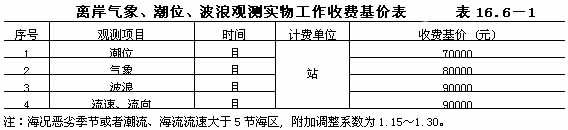 离岸气象、潮位、波浪观测实物工作收费基价表 表 16.6－1
序号 观测项目 时间 计费单位 收费基价 (元)
1 潮位 月 站 70000
2 气象 月 80000
3 波浪 月 90000
4 流速、流向 月 90000
注：海况恶劣季节或者潮流、海流流速大于 5 节海区，附加调整系数为 1.15～1.30。